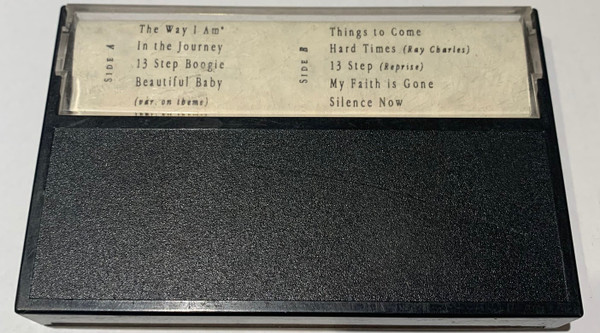 SIDE A
The Way I Am*
In the Journey
13 Step Boogie
Beautiful Baby
(var. on theme)
SIDE B
Things to Come
Hard Times (Ray Charles)
13 Step (Reprise)
My Faith is Gone
Silence Now